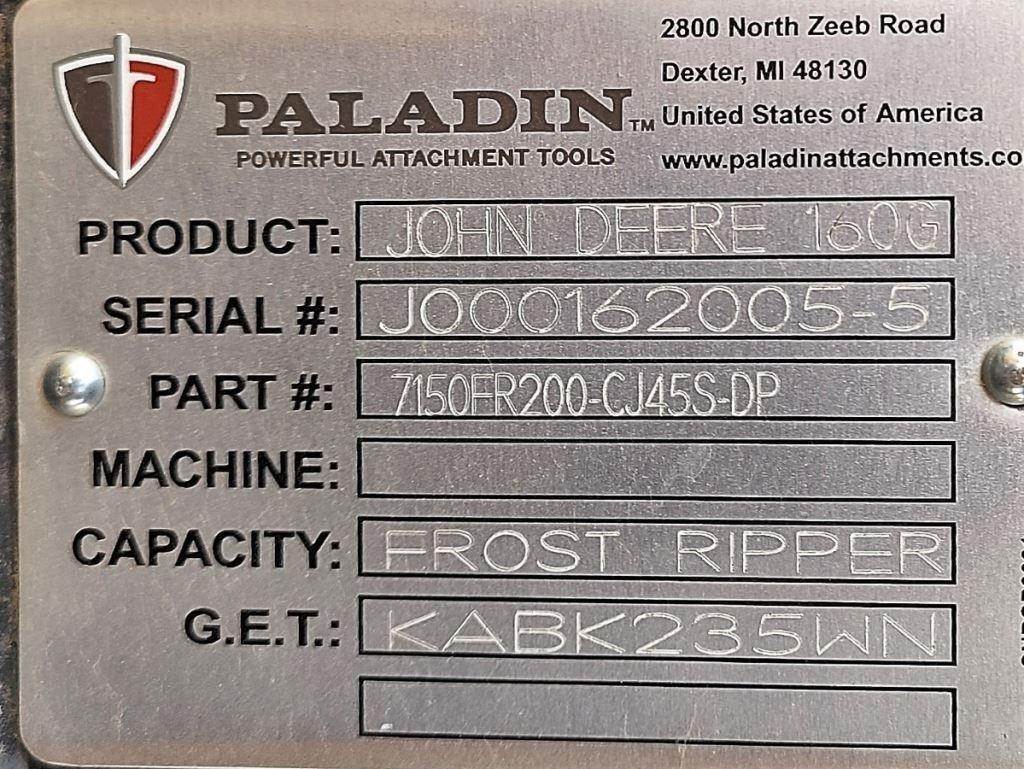 2800 North Zeeb Road
Dexter, MI 48130
PALADIN™ United States of America
POWERFUL ATTACHMENT TOOLS www.paladinattachments.co
PRODUCT: JOHN DEERE 160G
SERIAL #: J000162005-5
PART #: 7150FR200-CJ45S-DP
MACHINE:
CAPACITY: FROST RIPPER
G.E.T.: KABK235WN